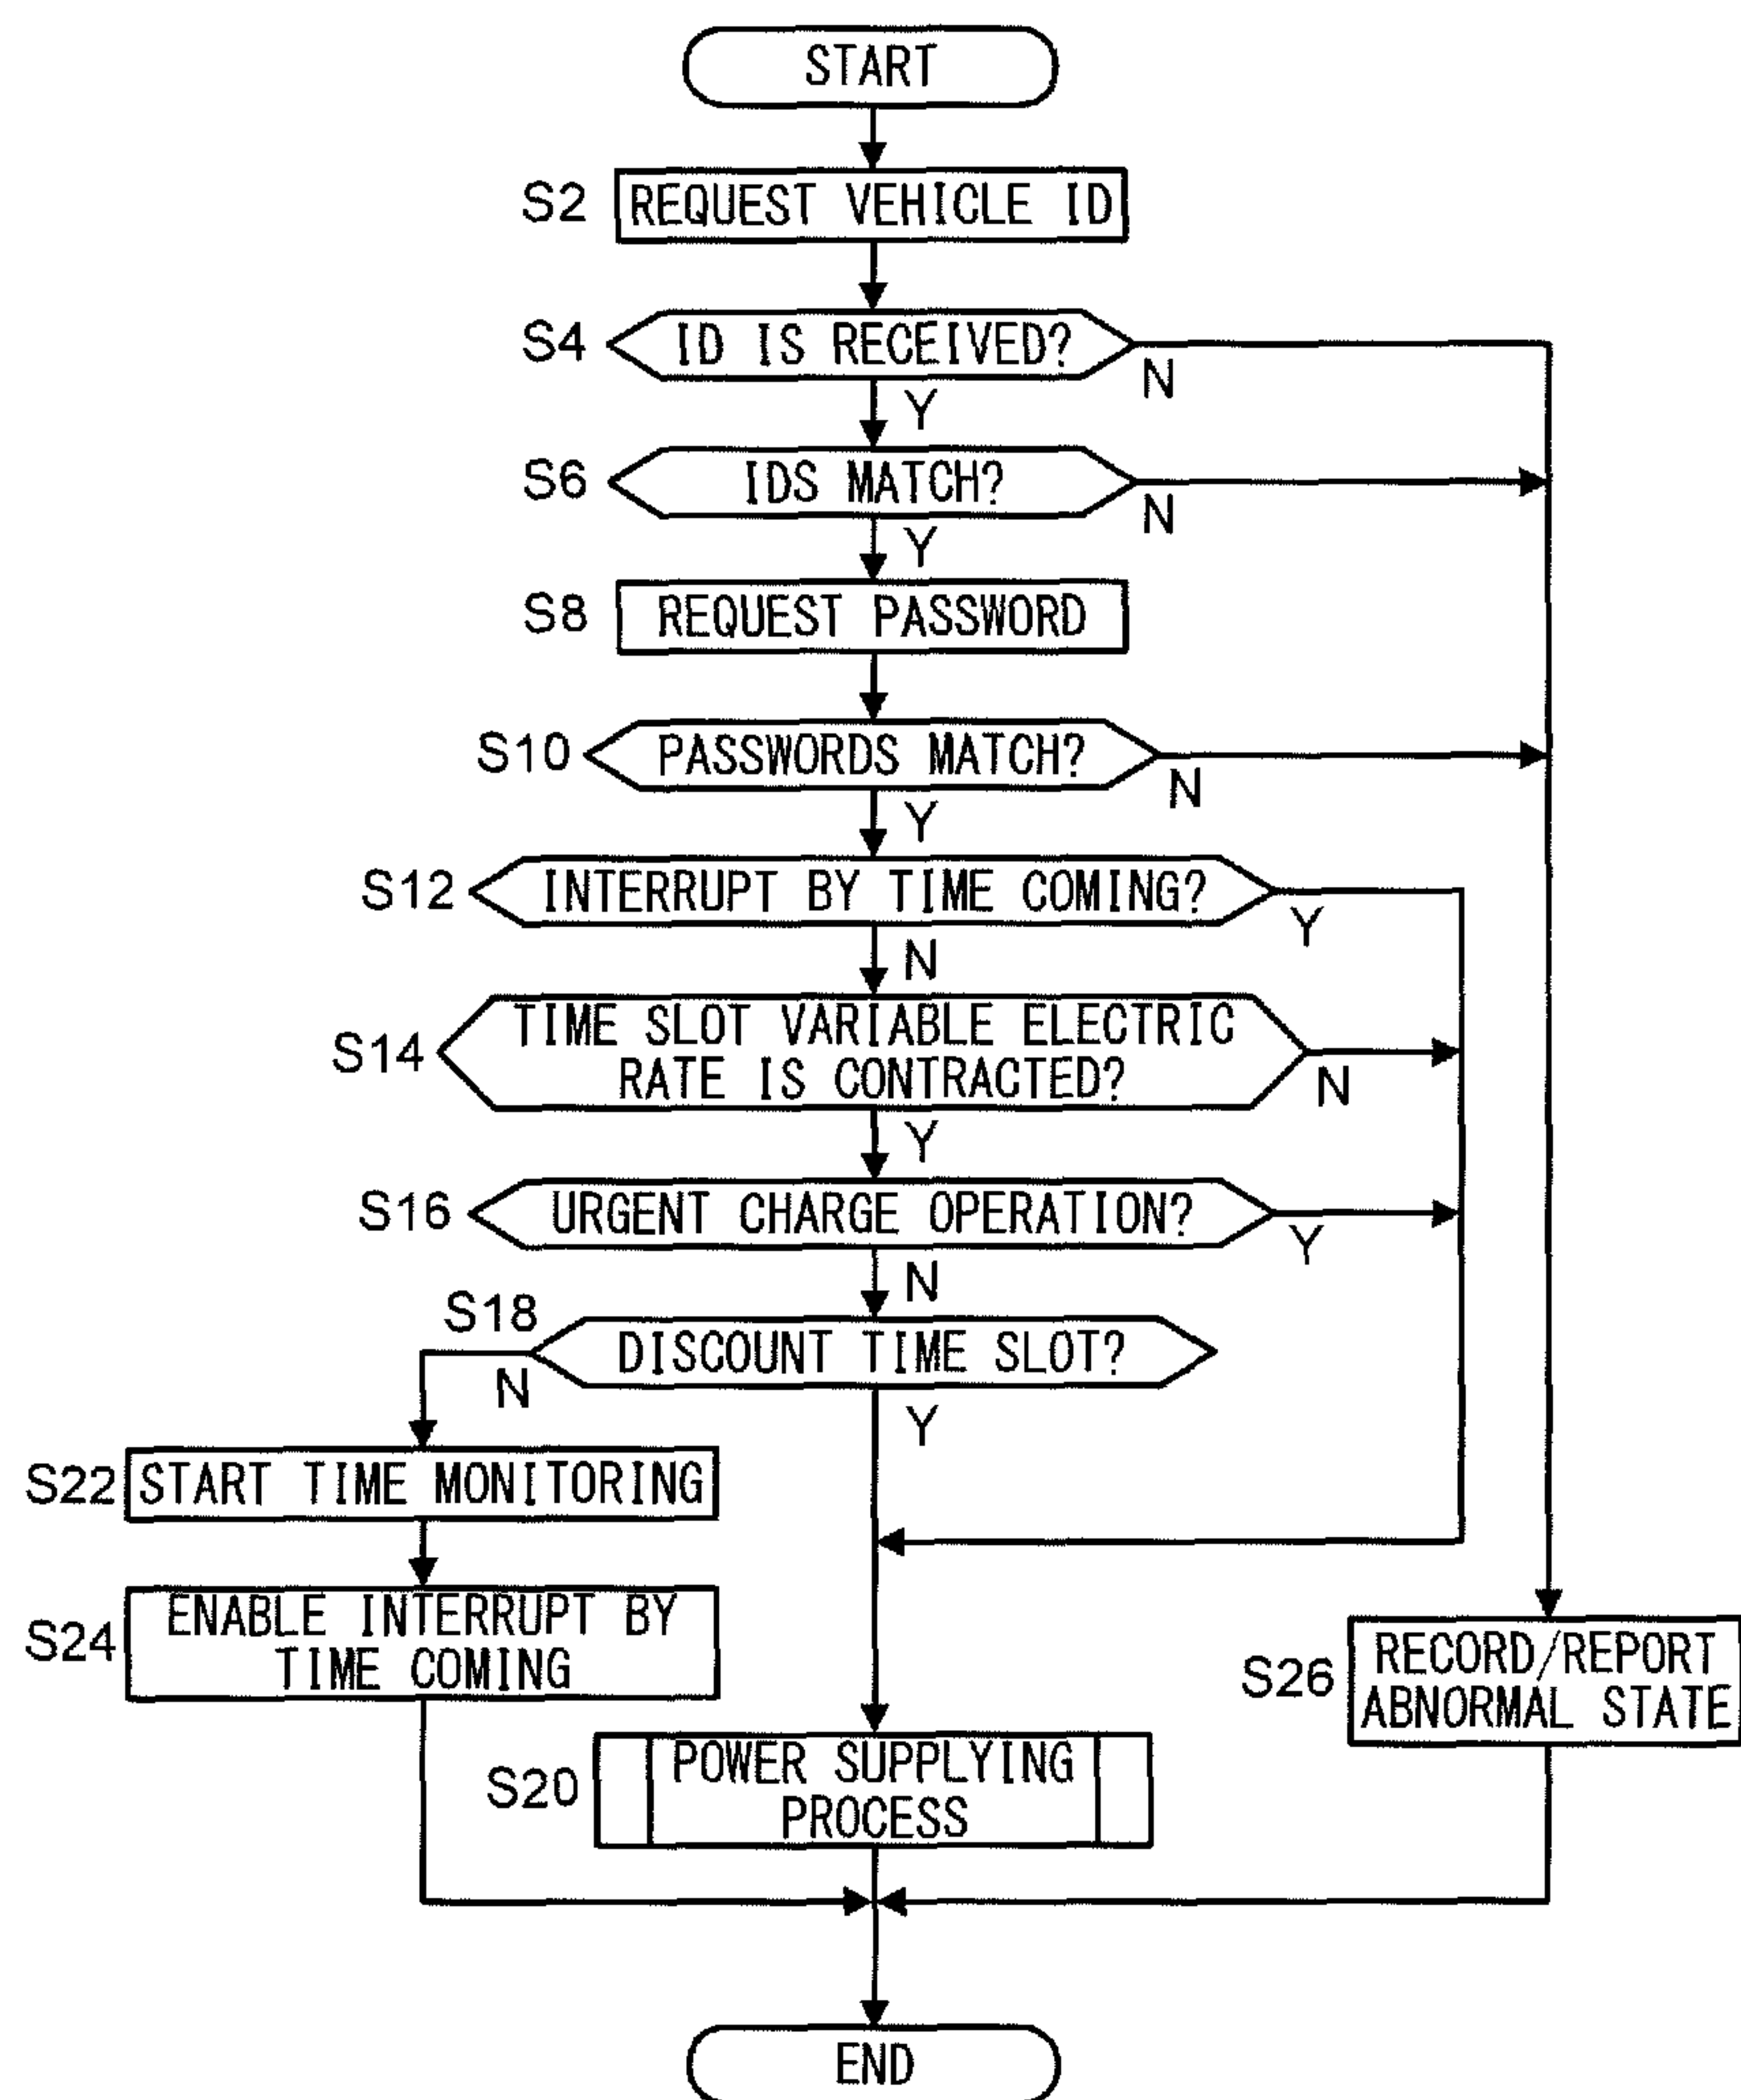 START
S2 REQUEST VEHICLE ID
S4 ID IS RECEIVED?
N
Y
S6 IDS MATCH?
N
Y
S8 REQUEST PASSWORD
S10 PASSWORDS MATCH?
N
Y
S12 INTERRUPT BY TIME COMING?
Y
N
S14 TIME SLOT VARIABLE ELECTRIC
RATE IS CONTRACTED?
N
Y
S16 URGENT CHARGE OPERATION?
Y
N
S18 DISCOUNT TIME SLOT?
N
Y
S22 START TIME MONITORING
S24 ENABLE INTERRUPT BY
TIME COMING
S26 RECORD/REPORT
ABNORMAL STATE
S20 POWER SUPPLYING
PROCESS
END